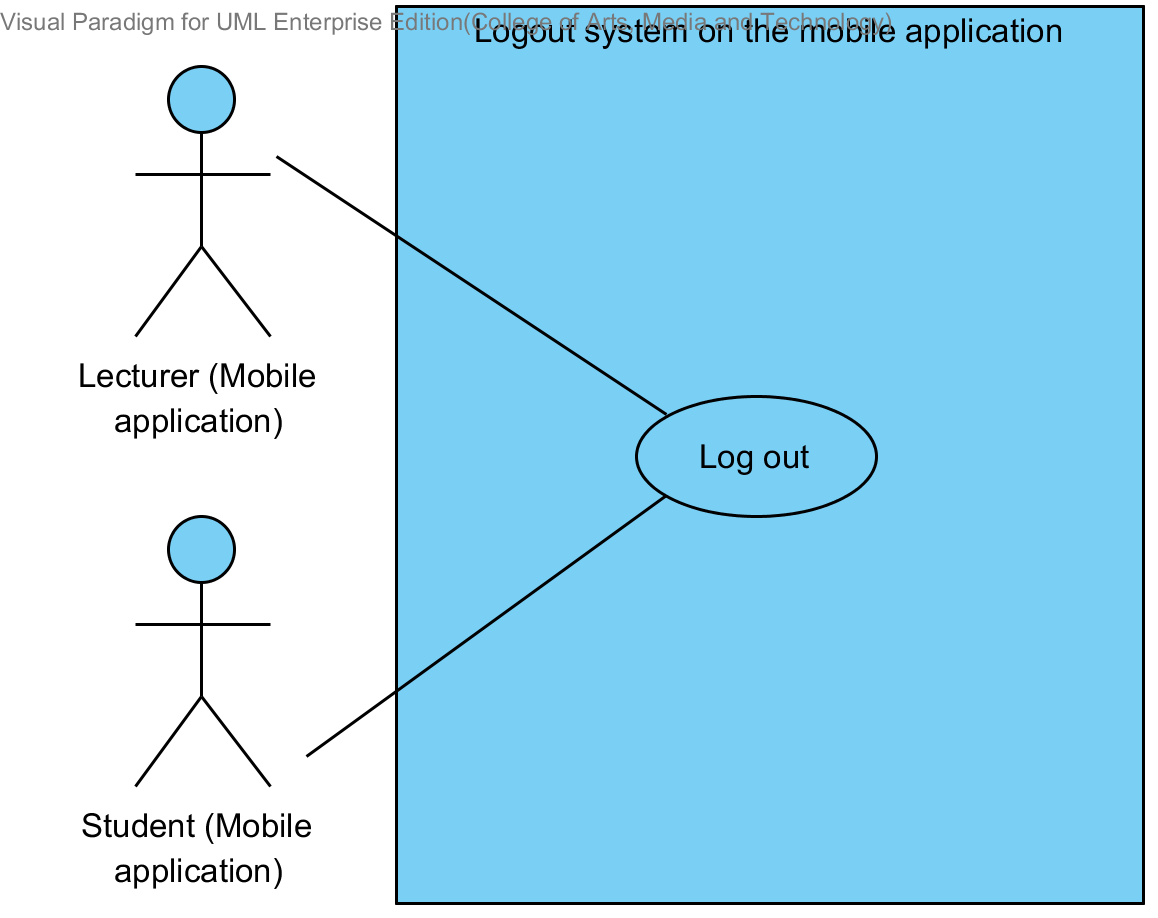 Visual Paradigm for UML Enterprise Edition(College of Arts, Media and Technology)
Logout system on the mobile application
Lecturer (Mobile
application)
Log out
Student (Mobile
application)